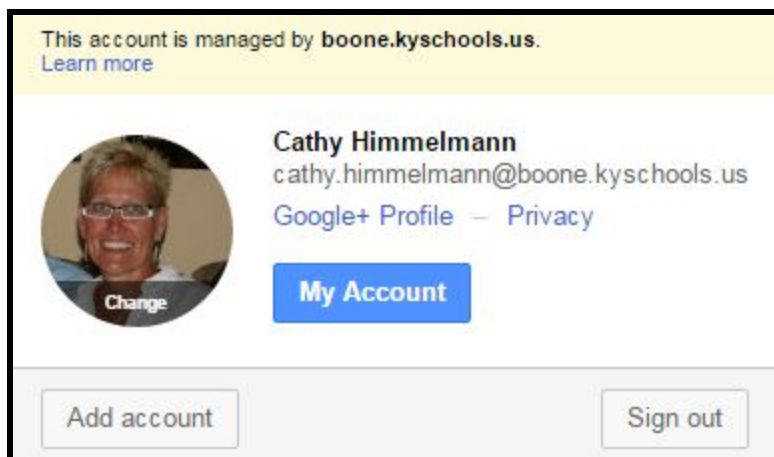 This account is managed by boone.kyschools.us.
Learn more
Cathy Himmelmann
cathy.himmelmann@boone.kyschools.us
Google+ Profile – Privacy
Change
My Account
Add account
Sign out